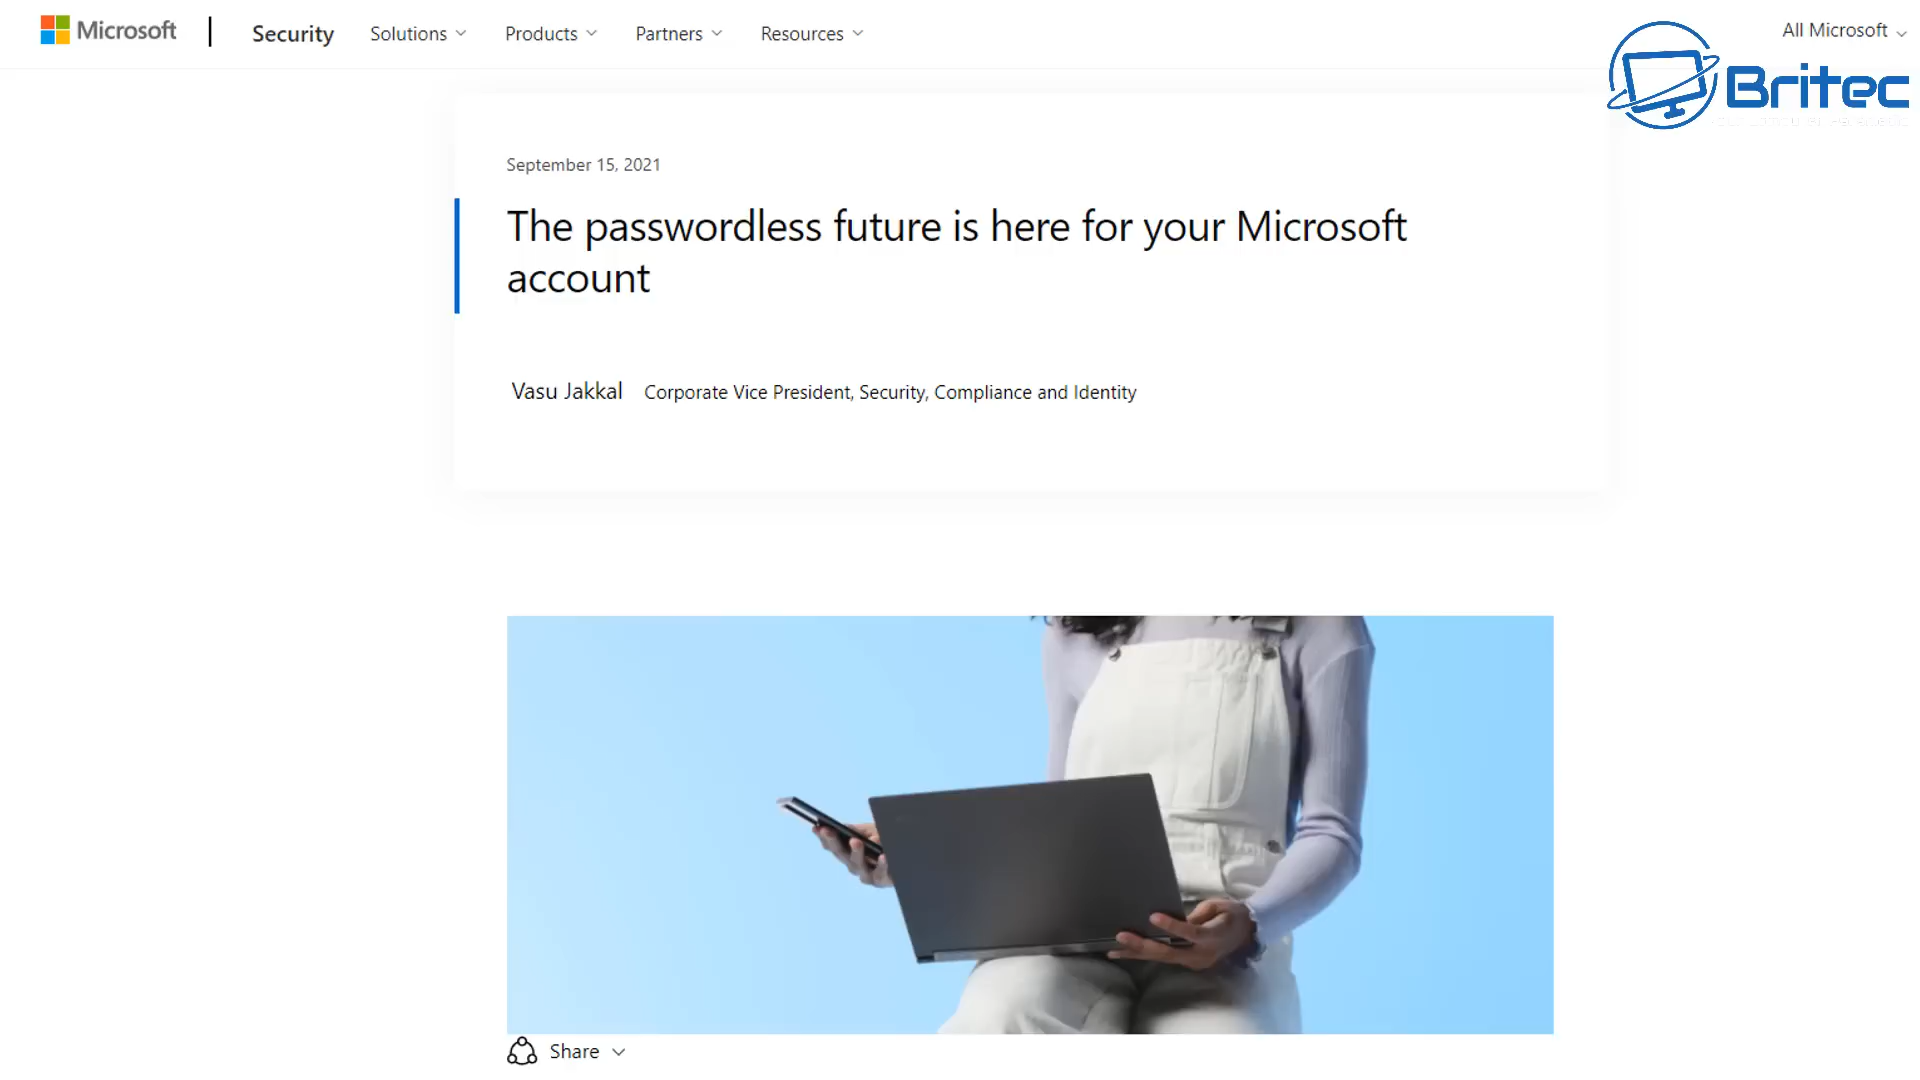 Microsoft
Security
Solutions
Products
Partners
Resources
All Microsoft
Britec
September 15, 2021
The passwordless future is here for your Microsoft
account
Vasu Jakkal
Corporate Vice President, Security, Compliance and Identity
Share